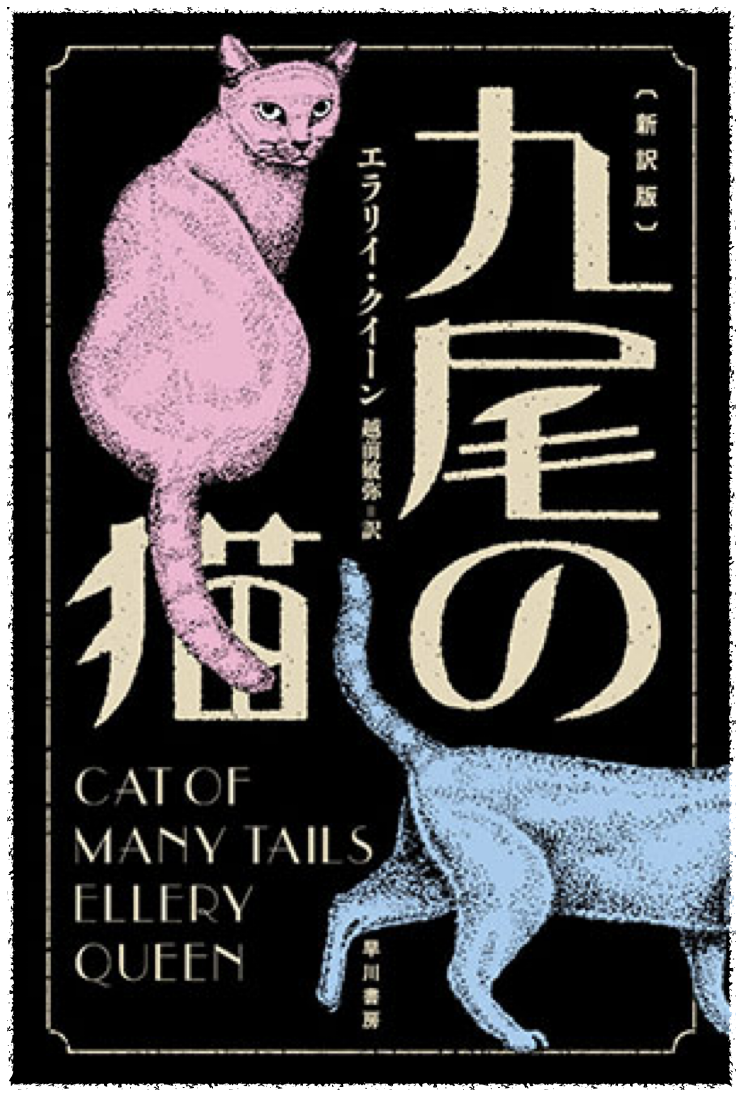 〔新訳版〕
九尾の
猫
エラリイ・クイーン 越前敏弥=訳
CAT OF
MANY TAILS
ELLERY
QUEEN
早川書房